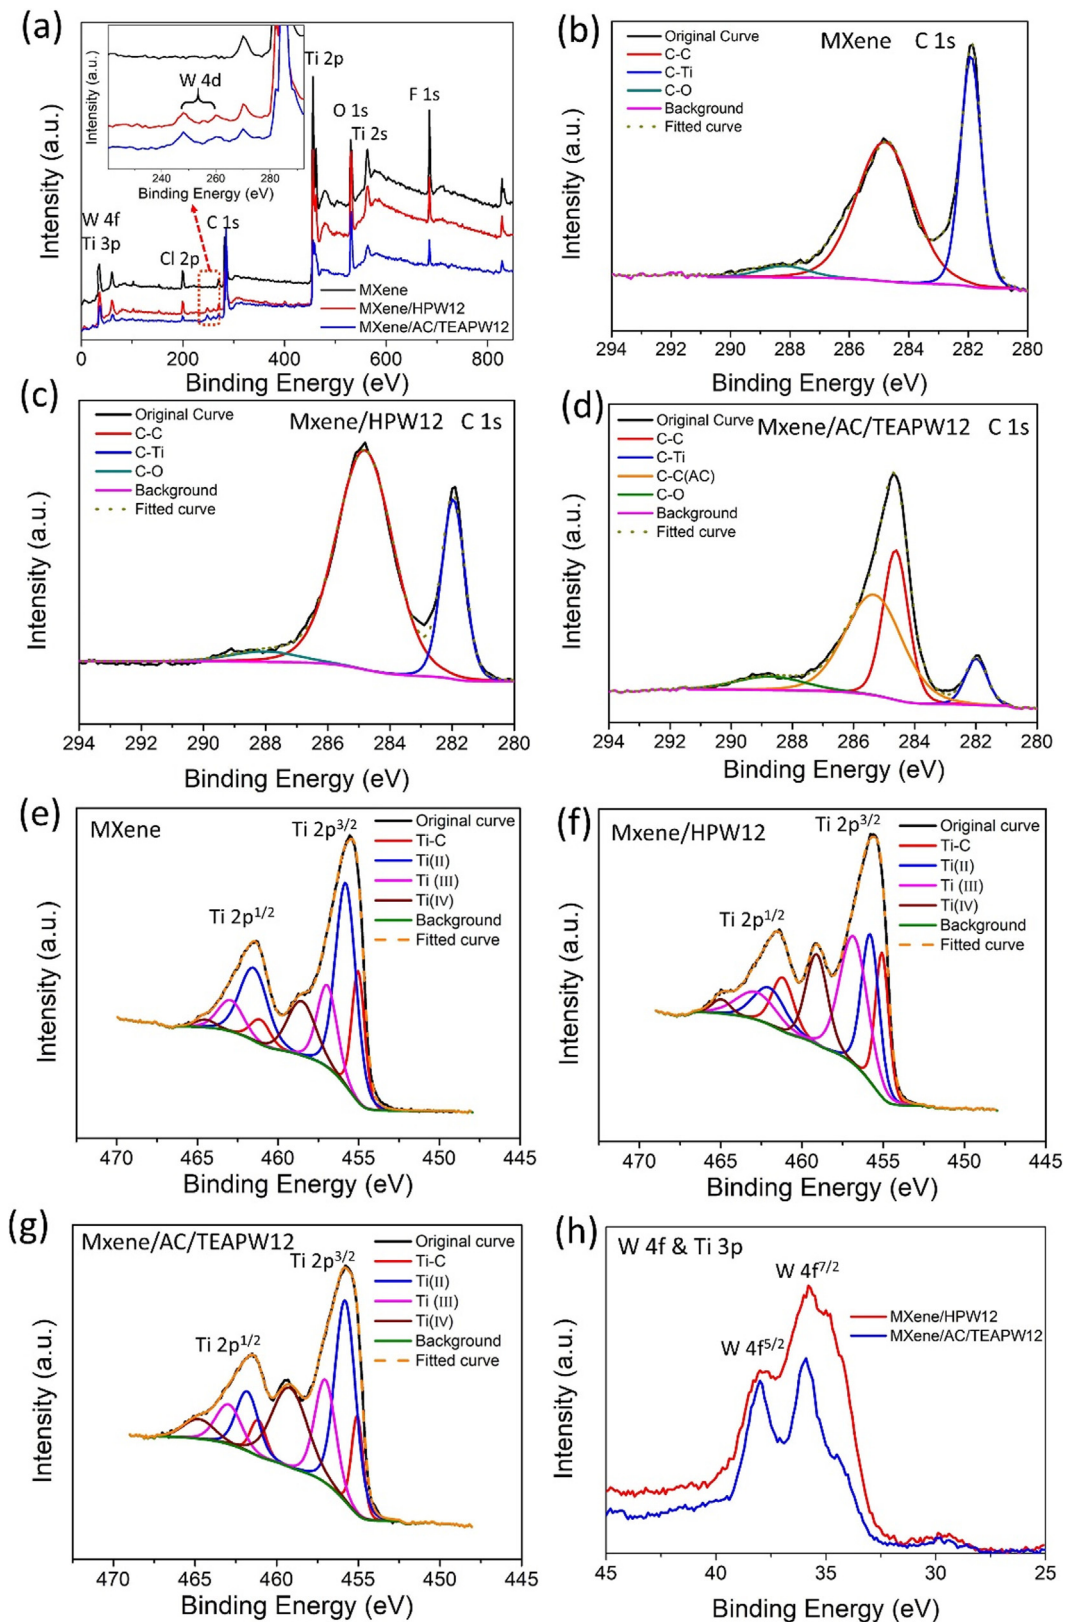 (a)
Intensity (a.u.)
W 4d
240 260 280
Binding Energy (eV)
Ti 2p
O 1s
Ti 2s
F 1s
W 4f
Ti 3p
Cl 2p
C 1s
MXene
MXene/HPW12
MXene/AC/TEAPW12
0 200 400 600 800
Binding Energy (eV)
Intensity (a.u.)
(b)
Original Curve
C-C
C-Ti
C-O
Background
Fitted curve
MXene C 1s
Intensity (a.u.)
294 292 290 288 286 284 282 280
Binding Energy (eV)
(c)
Original Curve
C-C
C-Ti
C-O
Background
Fitted curve
Mxene/HPW12 C 1s
Intensity (a.u.)
294 292 290 288 286 284 282 280
Binding Energy (eV)
(d)
Original Curve
C-C
C-Ti
C-C(AC)
C-O
Background
Fitted curve
Mxene/AC/TEAPW12 C 1s
Intensity (a.u.)
294 292 290 288 286 284 282 280
Binding Energy (eV)
(e)
MXene
Ti 2p3/2
Ti 2p1/2
Original curve
Ti-C
Ti(II)
Ti (III)
Ti(IV)
Background
Fitted curve
Intensity (a.u.)
470 465 460 455 450 445
Binding Energy (eV)
(f)
Mxene/HPW12
Ti 2p3/2
Ti 2p1/2
Original curve
Ti-C
Ti(II)
Ti (III)
Ti(IV)
Background
Fitted curve
Intensity (a.u.)
470 465 460 455 450 445
Binding Energy (eV)
(g)
Mxene/AC/TEAPW12
Ti 2p3/2
Ti 2p1/2
Original curve
Ti-C
Ti(II)
Ti (III)
Ti(IV)
Background
Fitted curve
Intensity (a.u.)
470 465 460 455 450 445
Binding Energy (eV)
(h)
W 4f & Ti 3p
W 4f7/2
W 4f5/2
MXene/HPW12
MXene/AC/TEAPW12
Intensity (a.u.)
45 40 35 30 25
Binding Energy (eV)